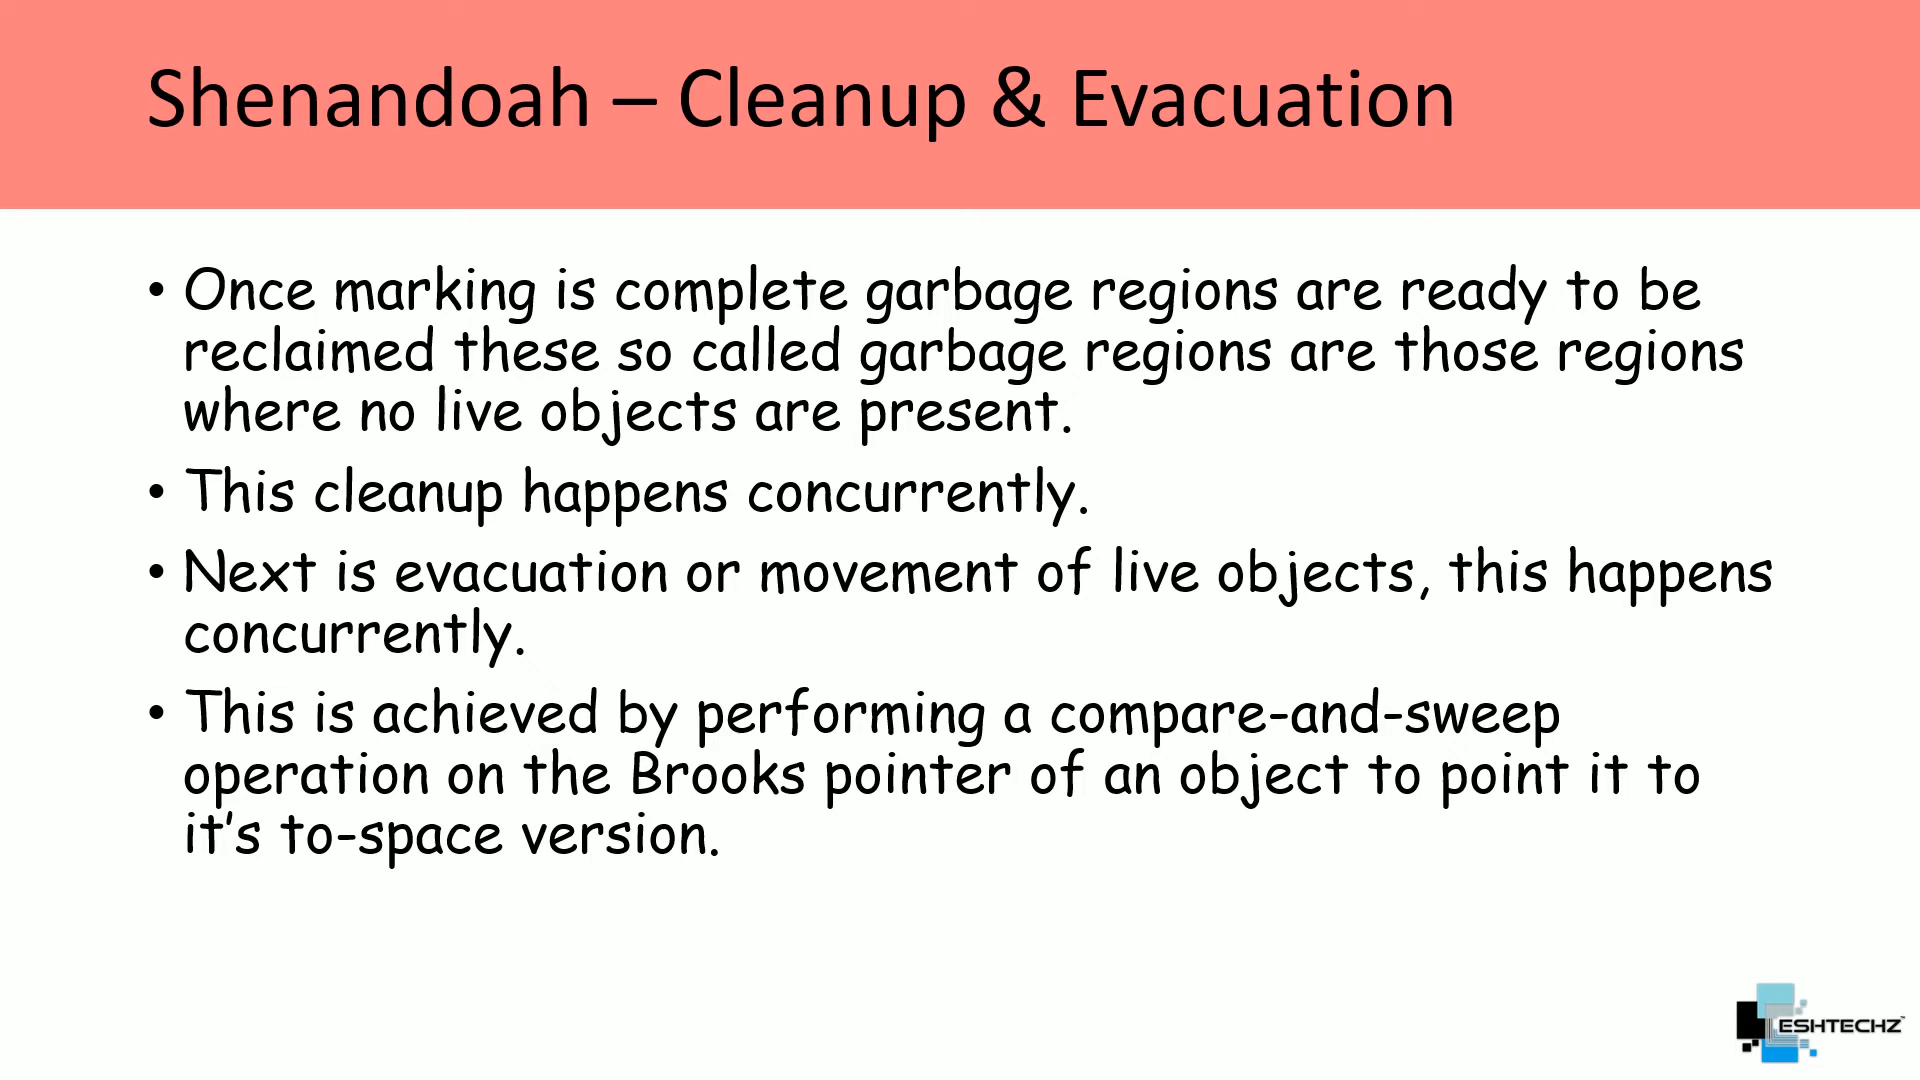 Shenandoah – Cleanup & Evacuation
• Once marking is complete garbage regions are ready to be
reclaimed these so called garbage regions are those regions
where no live objects are present.
• This cleanup happens concurrently.
• Next is evacuation or movement of live objects, this happens
concurrently.
• This is achieved by performing a compare-and-sweep
operation on the Brooks pointer of an object to point it to
it’s to-space version.
ESHTECHZ